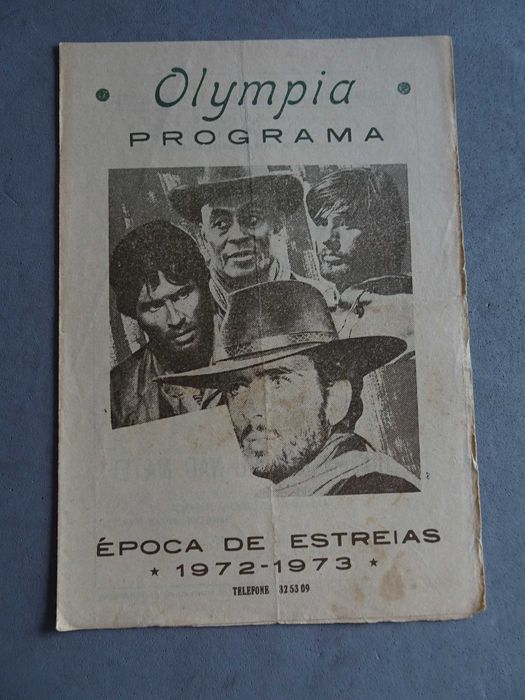 • Olympia •
PROGRAMA
ÉPOCA DE ESTREIAS
★ 1972-1973 ★
TELEFONE 32 53 09